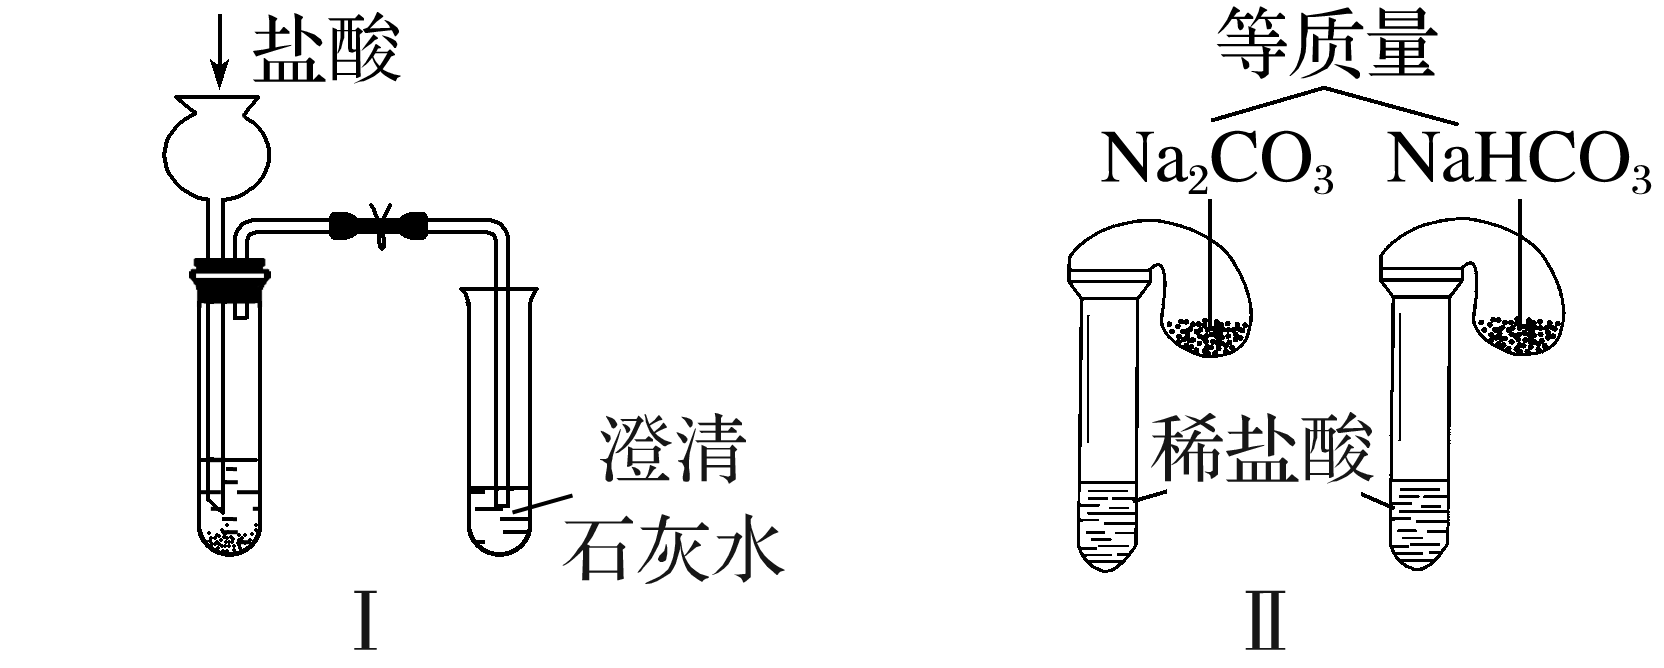 盐酸
等质量
Na₂CO₃ NaHCO₃
澄清
石灰水
稀盐酸
Ⅰ
Ⅱ